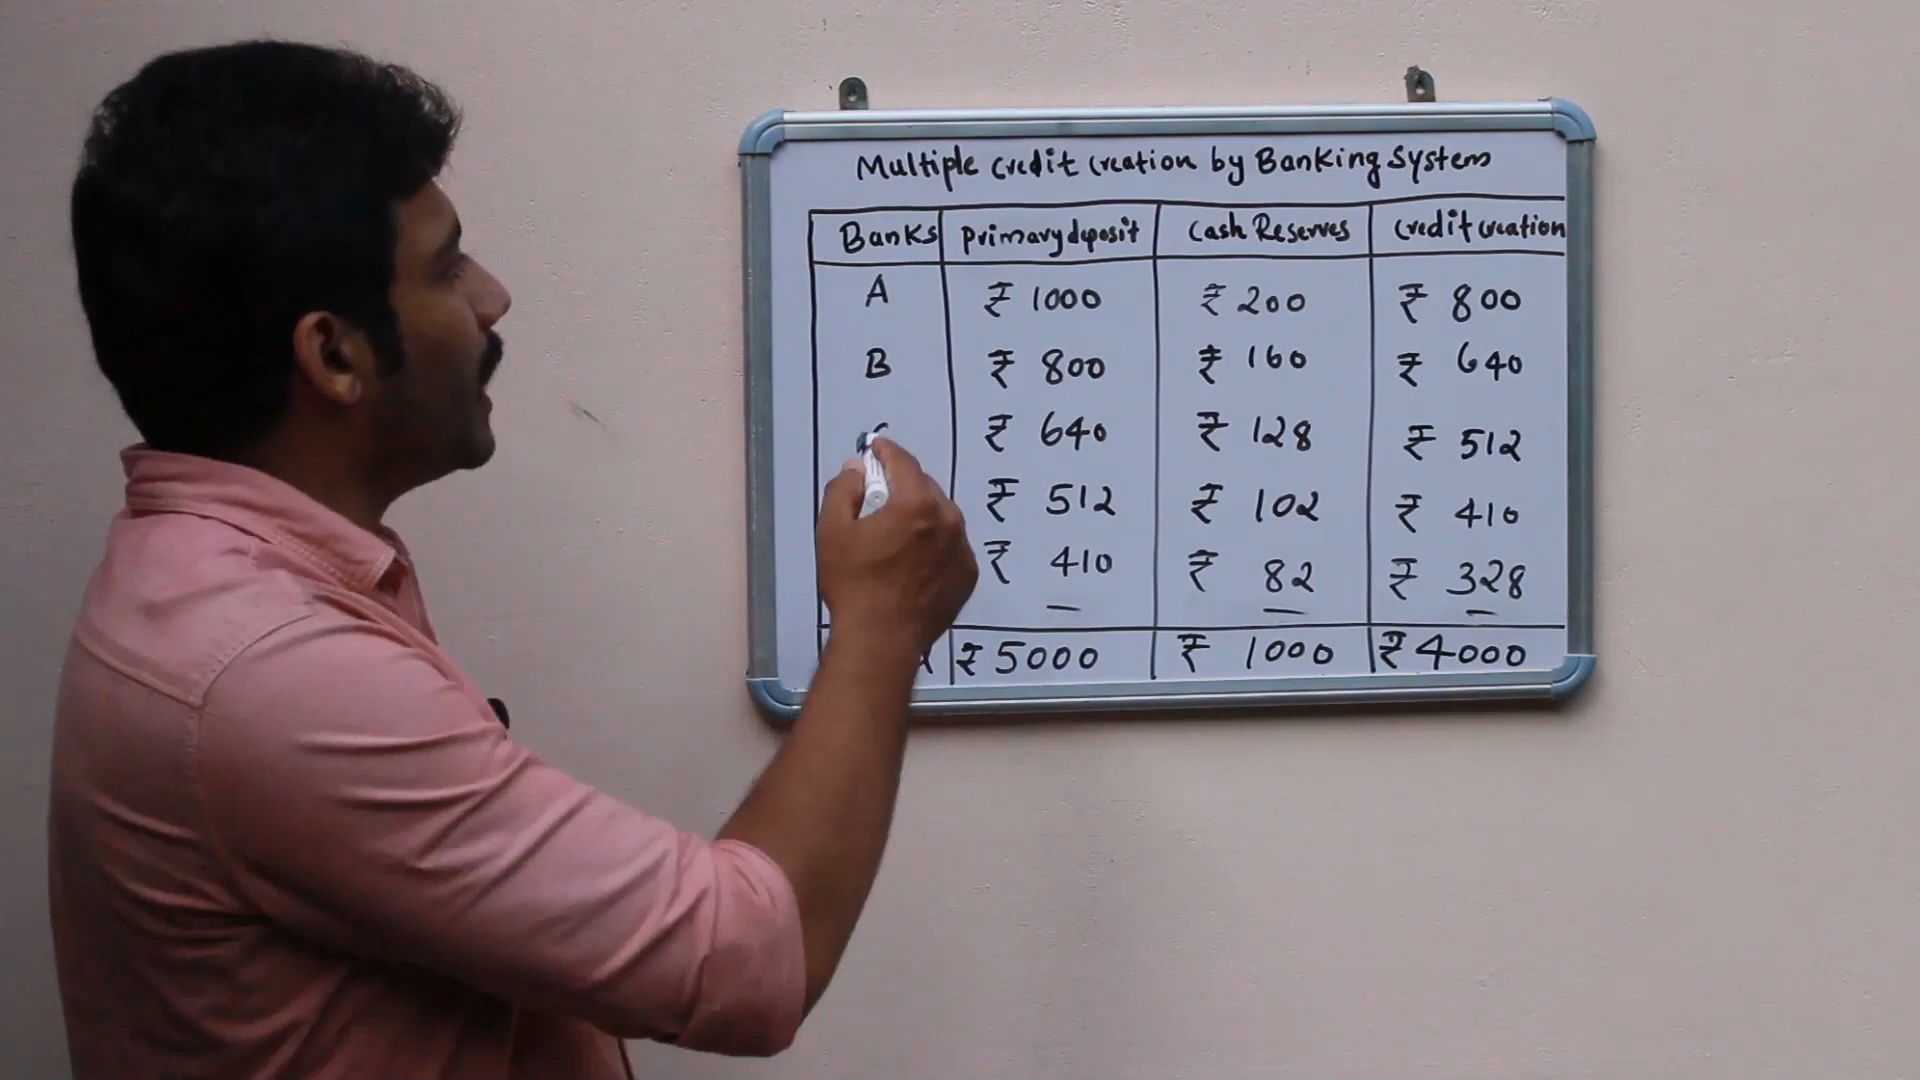 Multiple credit creation by Banking System
Banks Primary deposit Cash Reserves Credit creation
A ₹ 1000 ₹ 200 ₹ 800
B ₹ 800 ₹ 160 ₹ 640
₹ 640 ₹ 128 ₹ 512
₹ 512 ₹ 102 ₹ 410
₹ 410 ₹ 82 ₹ 328
₹ 5000 ₹ 1000 ₹ 4000